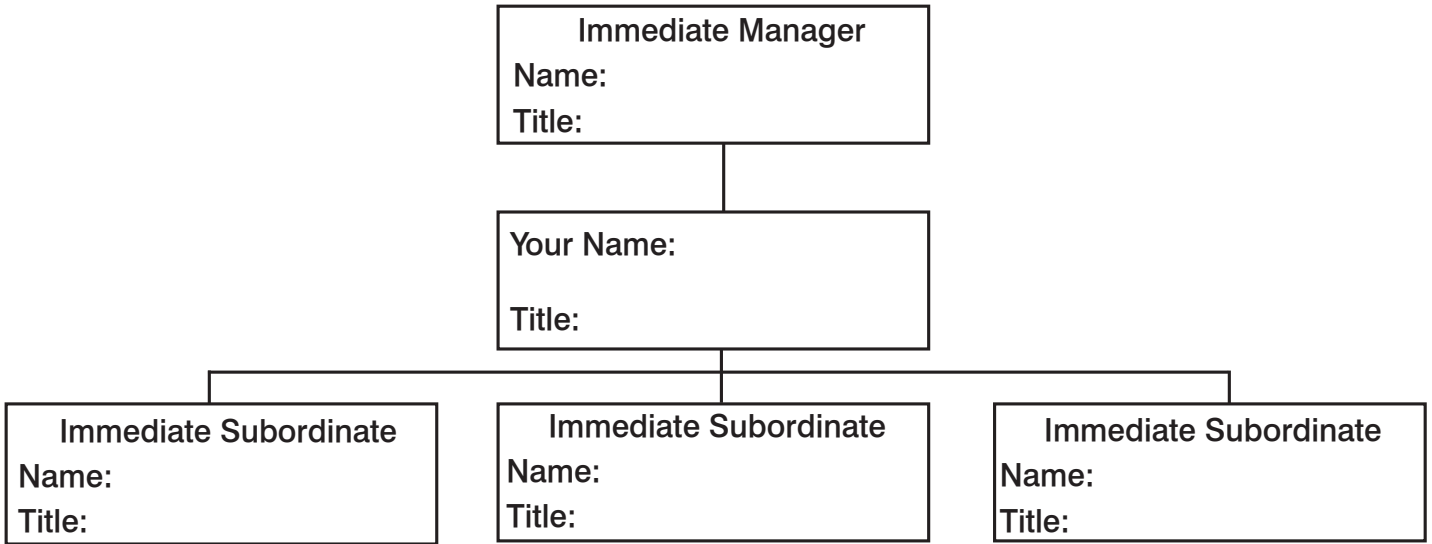 Immediate Manager
Name:
Title:
Your Name:
Title:
Immediate Subordinate
Name:
Title:
Immediate Subordinate
Name:
Title:
Immediate Subordinate
Name:
Title: